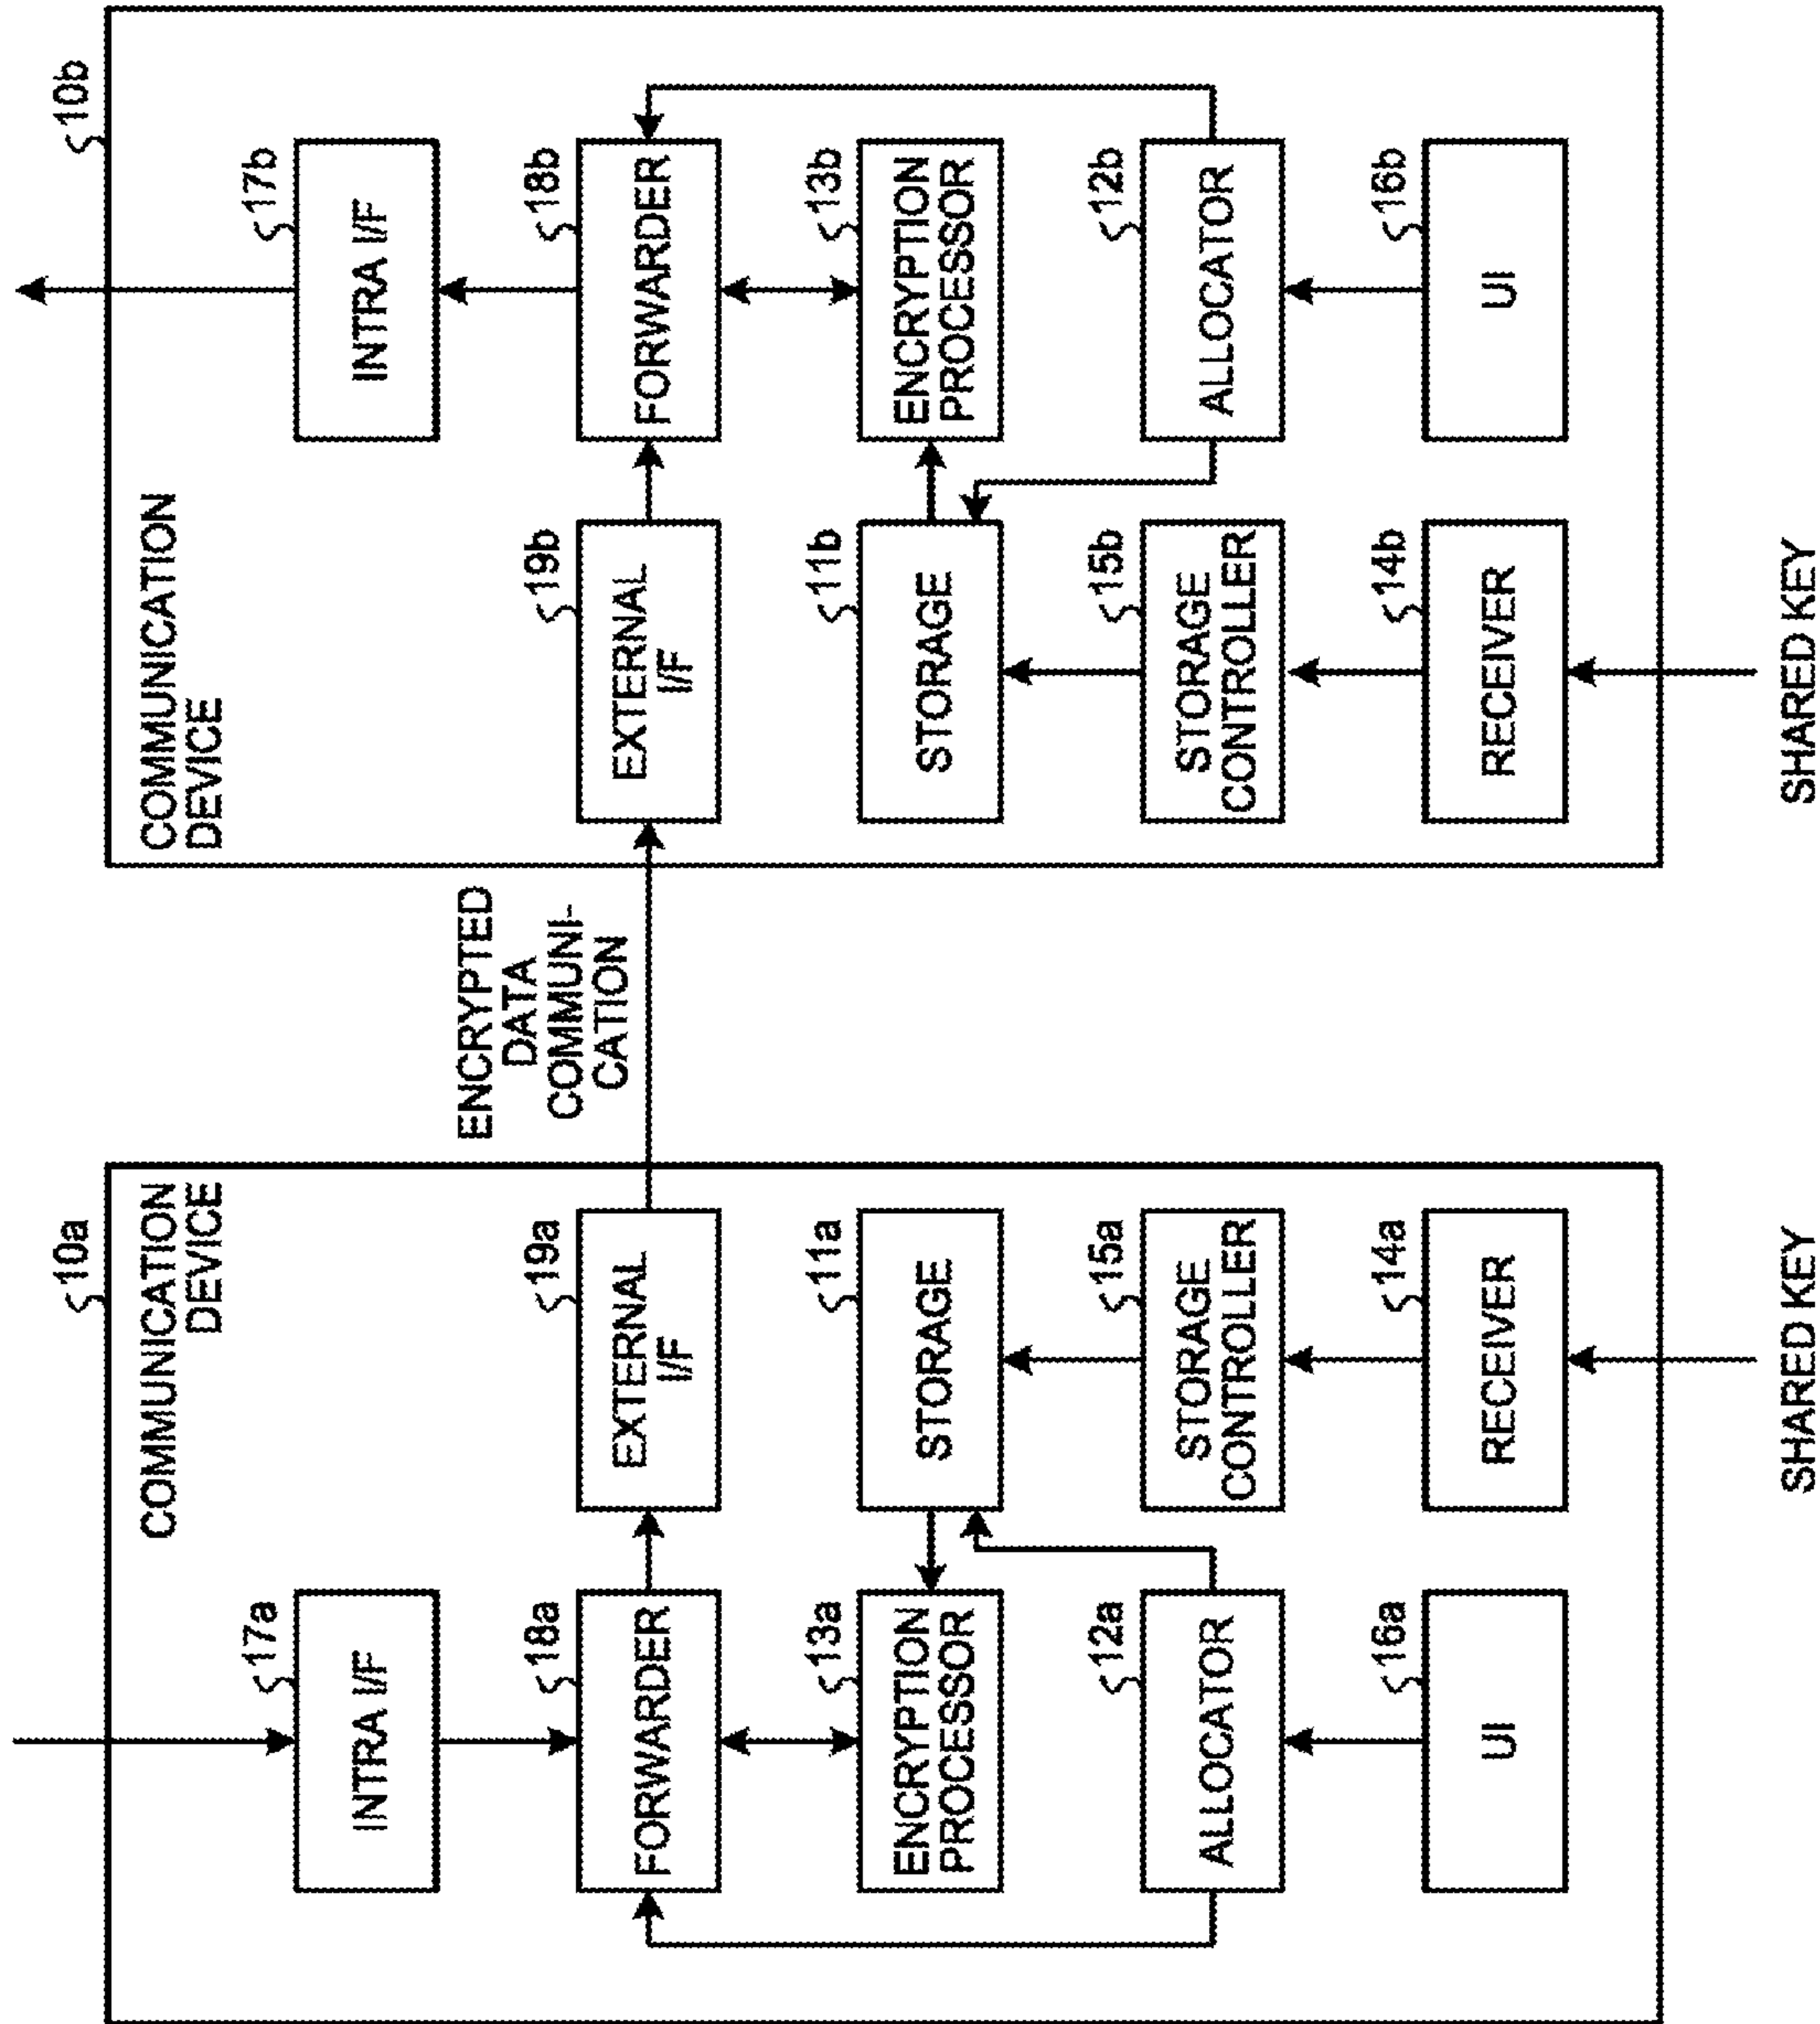 10a
COMMUNICATION
DEVICE
17a
INTRA I/F
18a
FORWARDER
19a
EXTERNAL
I/F
13a
ENCRYPTION
PROCESSOR
11a
STORAGE
12a
ALLOCATOR
15a
STORAGE
CONTROLLER
16a
UI
14a
RECEIVER
SHARED KEY
ENCRYPTED
DATA
COMMUNI-
CATION
10b
COMMUNICATION
DEVICE
17b
INTRA I/F
19b
EXTERNAL
I/F
18b
FORWARDER
11b
STORAGE
13b
ENCRYPTION
PROCESSOR
15b
STORAGE
CONTROLLER
12b
ALLOCATOR
14b
RECEIVER
16b
UI
SHARED KEY